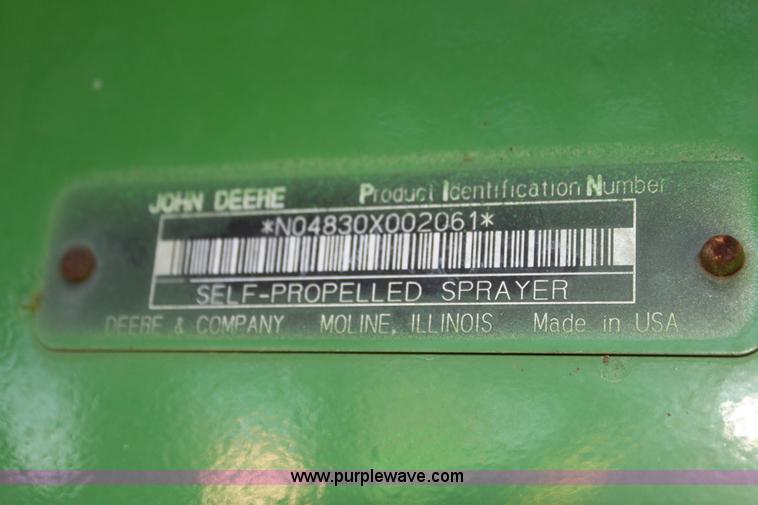 JOHN DEERE Product Identification Number
*N04830X002061*
SELF-PROPELLED SPRAYER
DEERE & COMPANY MOLINE, ILLINOIS Made in USA
www.purplewave.com